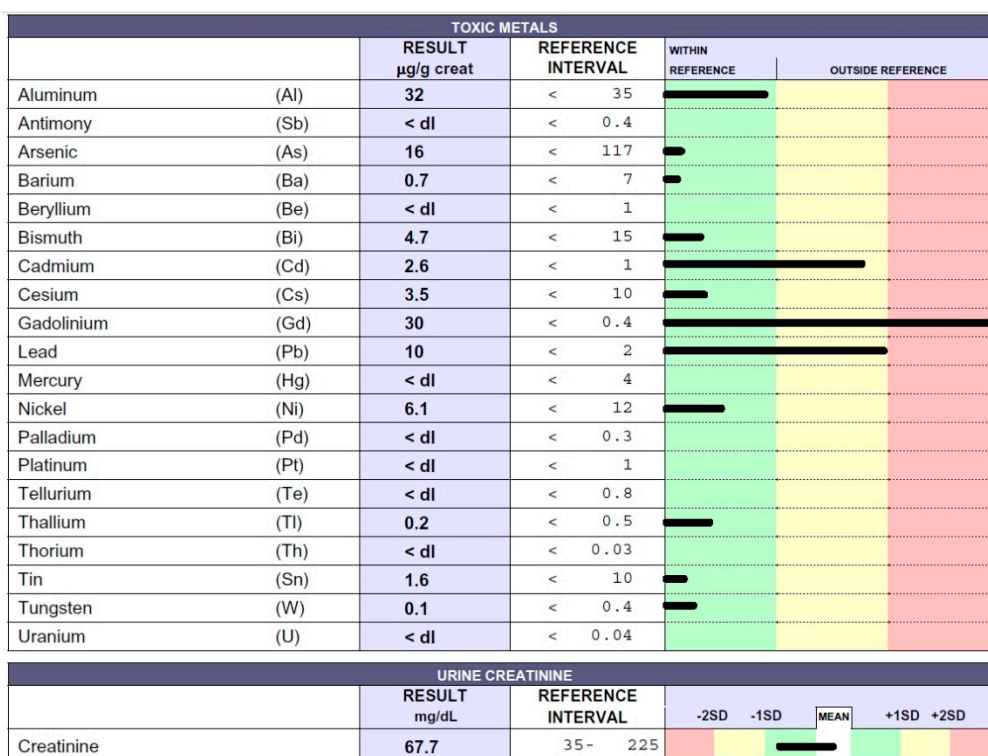 TOXIC METALS
RESULT REFERENCE WITHIN
µg/g creat INTERVAL REFERENCE OUTSIDE REFERENCE
Aluminum (Al) 32 < 35
Antimony (Sb) < dl < 0.4
Arsenic (As) 16 < 117
Barium (Ba) 0.7 < 7
Beryllium (Be) < dl < 1
Bismuth (Bi) 4.7 < 15
Cadmium (Cd) 2.6 < 1
Cesium (Cs) 3.5 < 10
Gadolinium (Gd) 30 < 0.4
Lead (Pb) 10 < 2
Mercury (Hg) < dl < 4
Nickel (Ni) 6.1 < 12
Palladium (Pd) < dl < 0.3
Platinum (Pt) < dl < 1
Tellurium (Te) < dl < 0.8
Thallium (Tl) 0.2 < 0.5
Thorium (Th) < dl < 0.03
Tin (Sn) 1.6 < 10
Tungsten (W) 0.1 < 0.4
Uranium (U) < dl < 0.04
URINE CREATININE
RESULT REFERENCE
mg/dL INTERVAL -2SD -1SD MEAN +1SD +2SD
Creatinine 67.7 35- 225